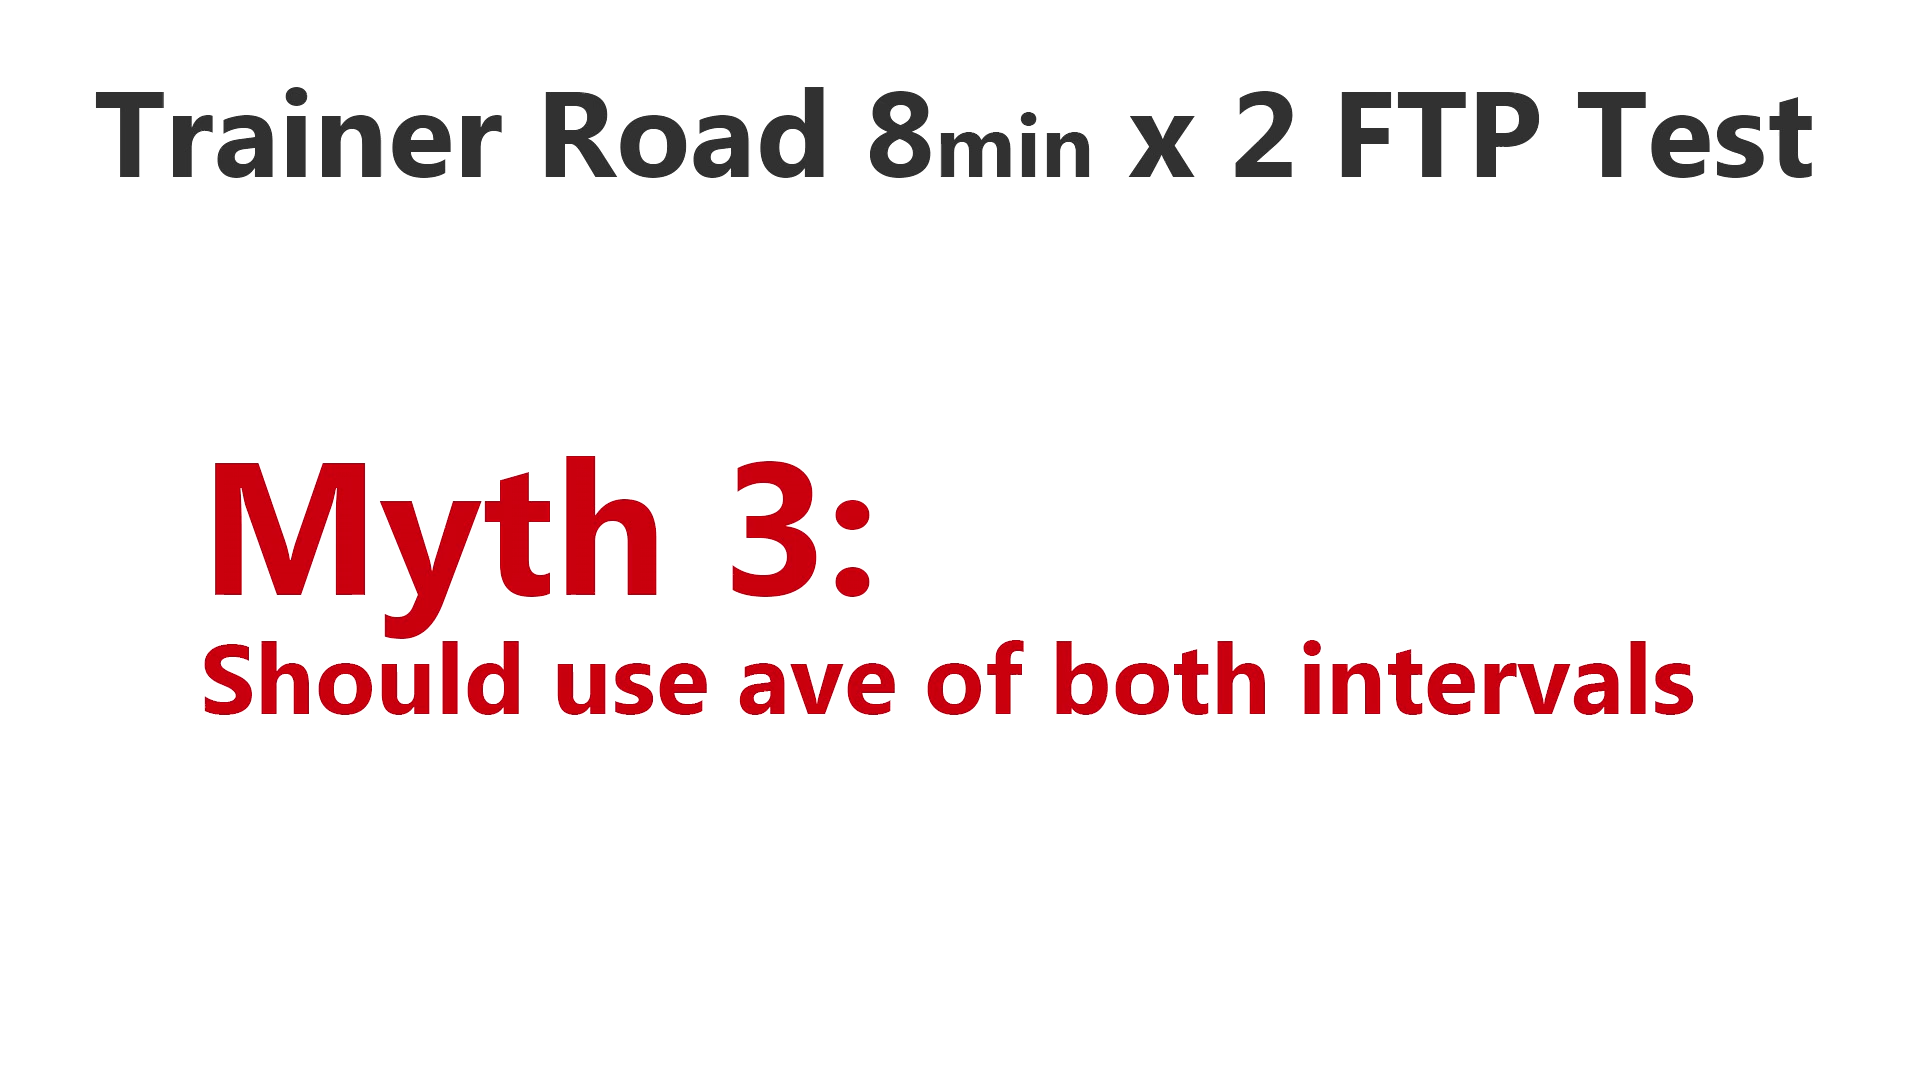 Trainer Road 8min x 2 FTP Test
Myth 3:
Should use ave of both intervals